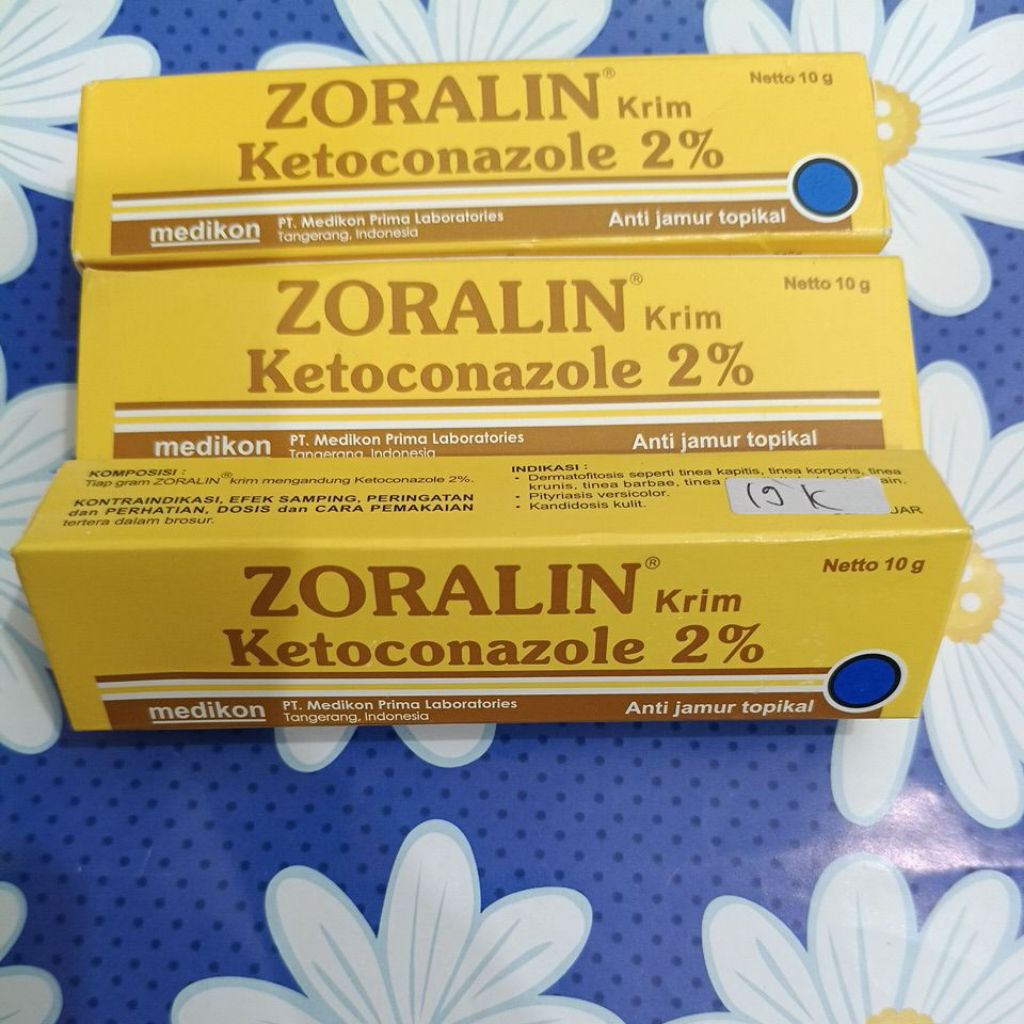 ZORALIN® Krim
Netto 10 g
Ketoconazole 2%
medikon
PT. Medikon Prima Laboratories
Tangerang, Indonesia
Anti jamur topikal
ZORALIN® Krim
Netto 10 g
Ketoconazole 2%
medikon
PT. Medikon Prima Laboratories
Tangerang, Indonesia
Anti jamur topikal
KOMPOSISI :
Tiap gram ZORALIN® krim mengandung Ketoconazole 2%.
KONTRAINDIKASI, EFEK SAMPING, PERINGATAN
dan PERHATIAN, DOSIS dan CARA PEMAKAIAN
tertera dalam brosur.
INDIKASI :
• Dermatofitosis seperti tinea kapitis, tinea korporis, tinea
krunis, tinea barbae, tinea
• Pityriasis versicolor.
• Kandidosis kulit.
19 K
ZORALIN® Krim
Netto 10 g
Ketoconazole 2%
medikon
PT. Medikon Prima Laboratories
Tangerang, Indonesia
Anti jamur topikal